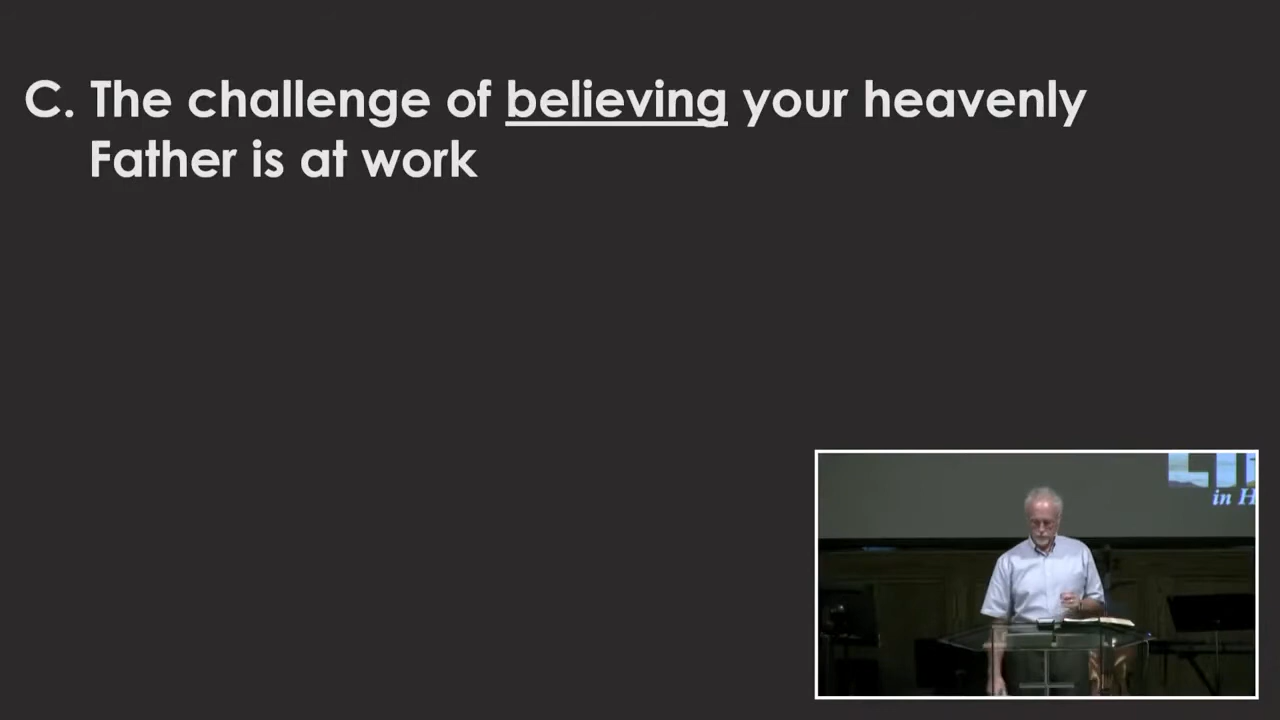 C. The challenge of believing your heavenly
Father is at work
in H